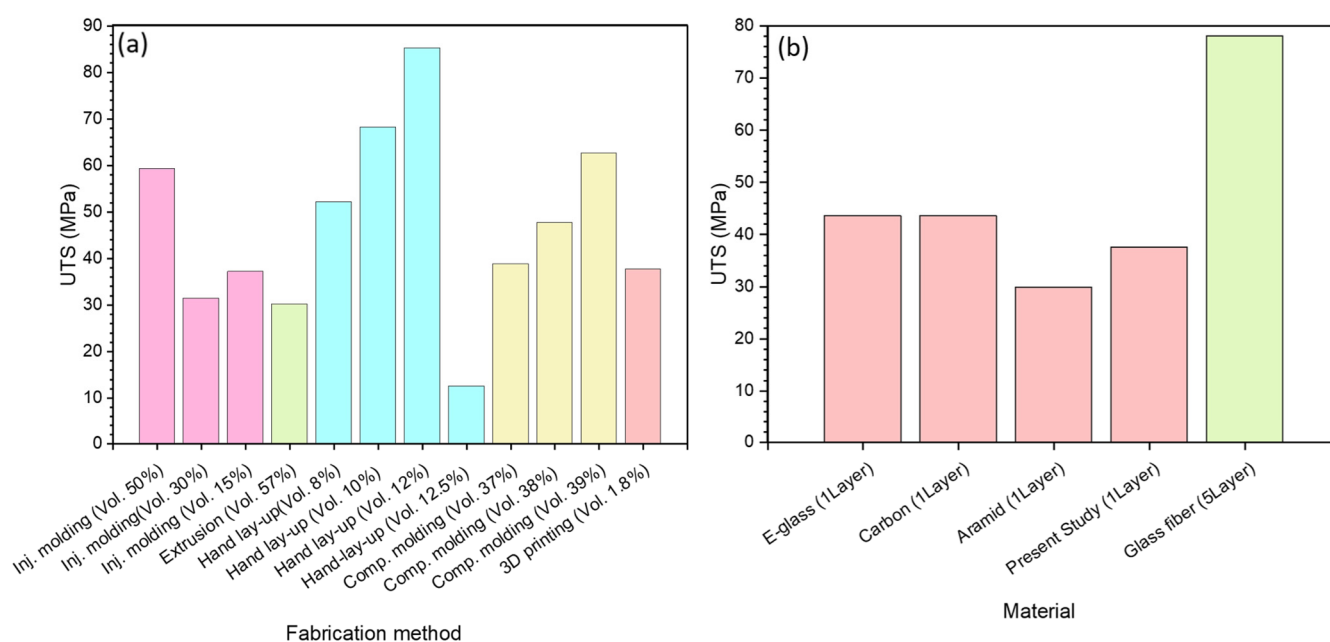 (a)
UTS (MPa)
90
80
70
60
50
40
30
20
10
0
Inj. molding (Vol. 50%)
Inj. molding(Vol. 30%)
Inj. molding (Vol. 15%)
Extrusion (Vol. 57%)
Hand lay-up(Vol. 8%)
Hand lay-up (Vol. 10%)
Hand lay-up (Vol. 12%)
Hand-lay-up (Vol. 12.5%)
Comp. molding (Vol. 37%)
Comp. molding (Vol. 38%)
Comp. molding (Vol. 39%)
3D printing (Vol. 1.8%)
Fabrication method
(b)
UTS (MPa)
80
70
60
50
40
30
20
10
0
E-glass (1Layer)
Carbon (1Layer)
Aramid (1Layer)
Present Study (1Layer)
Glass fiber (5Layer)
Material